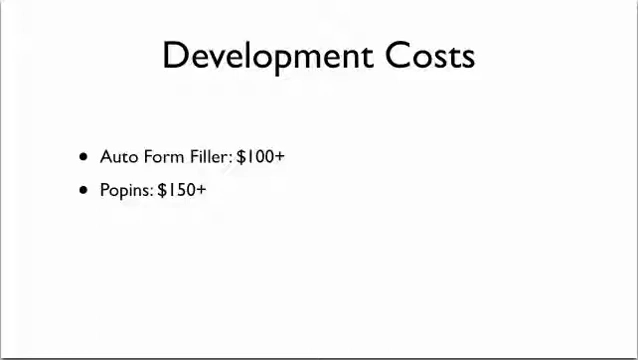 Development Costs
• Auto Form Filler: $100+
• Popins: $150+